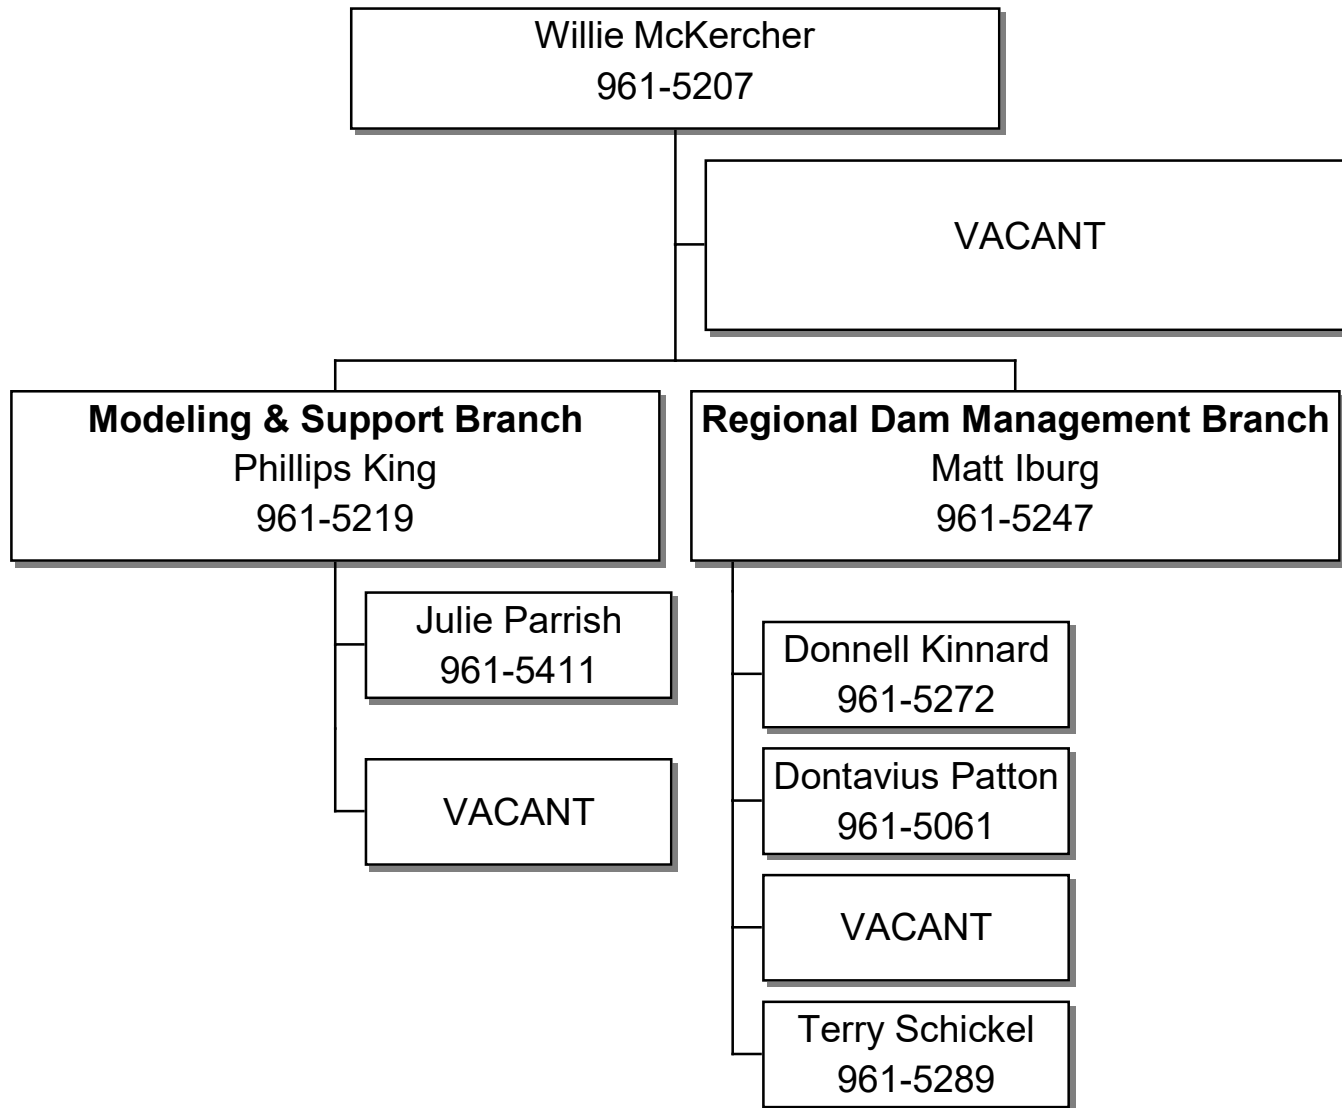 Willie McKercher
961-5207
VACANT
Modeling & Support Branch
Phillips King
961-5219
Julie Parrish
961-5411
VACANT
Regional Dam Management Branch
Matt Iburg
961-5247
Donnell Kinnard
961-5272
Dontavius Patton
961-5061
VACANT
Terry Schickel
961-5289